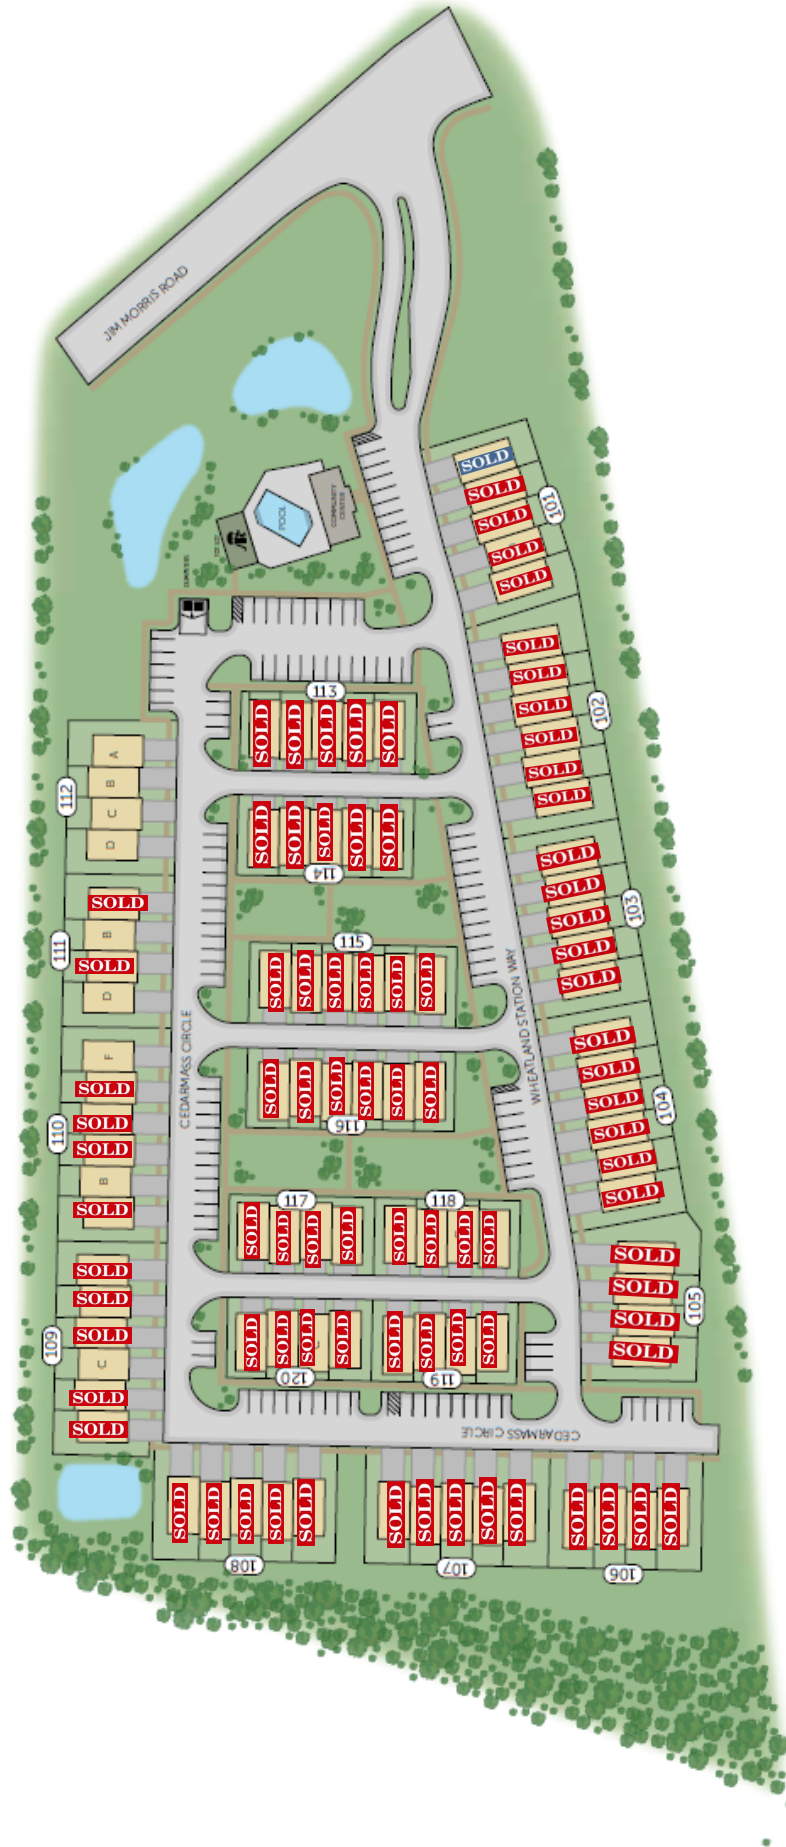 JIM MORRIS ROAD
POOL
COMMUNITY
CENTER
101
SOLD
SOLD
SOLD
SOLD
SOLD
102
SOLD
SOLD
SOLD
SOLD
SOLD
SOLD
103
SOLD
SOLD
SOLD
SOLD
SOLD
104
SOLD
SOLD
SOLD
SOLD
SOLD
SOLD
105
SOLD
SOLD
SOLD
SOLD
WHEATLAND STATION WAY
113
SOLD
SOLD
SOLD
SOLD
SOLD
SOLD
SOLD
SOLD
SOLD
SOLD
114
115
SOLD
SOLD
SOLD
SOLD
SOLD
SOLD
SOLD
SOLD
SOLD
SOLD
SOLD
SOLD
116
117
SOLD
SOLD
SOLD
SOLD
118
SOLD
SOLD
SOLD
SOLD
SOLD
SOLD
SOLD
SOLD
120
SOLD
SOLD
SOLD
SOLD
119
CEDARMASS CIRCLE
112
A
B
C
D
111
SOLD
B
SOLD
D
110
F
SOLD
SOLD
SOLD
B
SOLD
109
SOLD
SOLD
SOLD
C
SOLD
SOLD
CEDARMASS CIRCLE
SOLD
SOLD
SOLD
SOLD
SOLD
108
SOLD
SOLD
SOLD
SOLD
SOLD
107
SOLD
SOLD
SOLD
SOLD
106